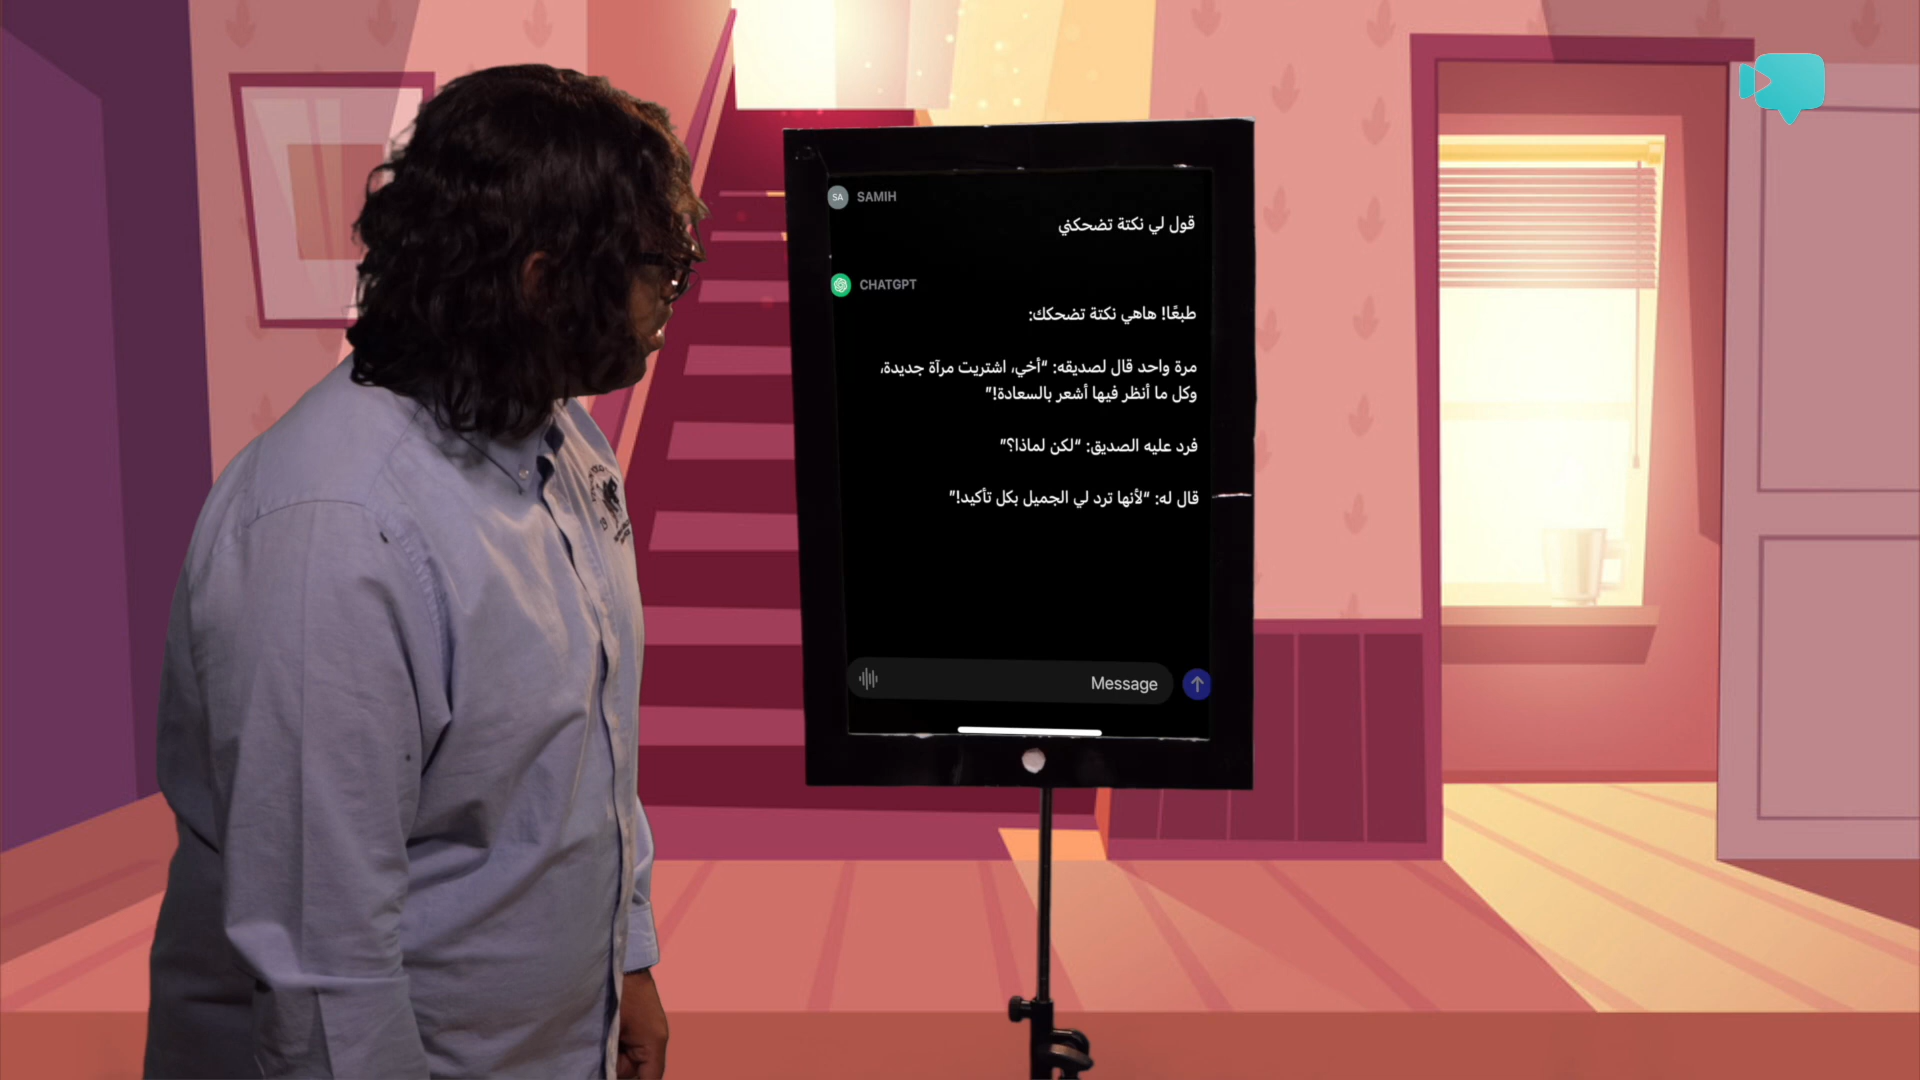 SA SAMIH
قول لي نكتة تضحكني
CHATGPT
طبعًا! هاهي نكتة تضحكك:
مرة واحد قال لصديقه: "أخي، اشتريت مرآة جديدة،
وكل ما أنظر فيها أشعر بالسعادة!"
فرد عليه الصديق: "لكن لماذا؟"
قال له: "لأنها ترد لي الجميل بكل تأكيد!"
Message